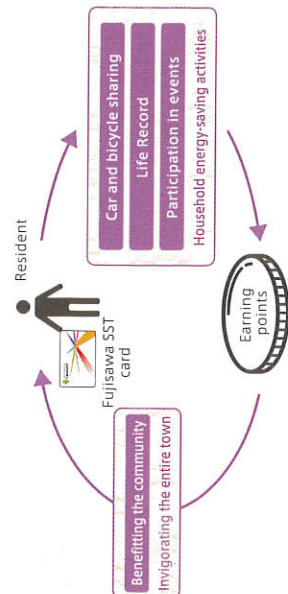 Resident
Fujisawa SST
card
Car and bicycle sharing
Life Record
Participation in events
Household energy-saving activities
Earning
points
Benefitting the community
Invigorating the entire town